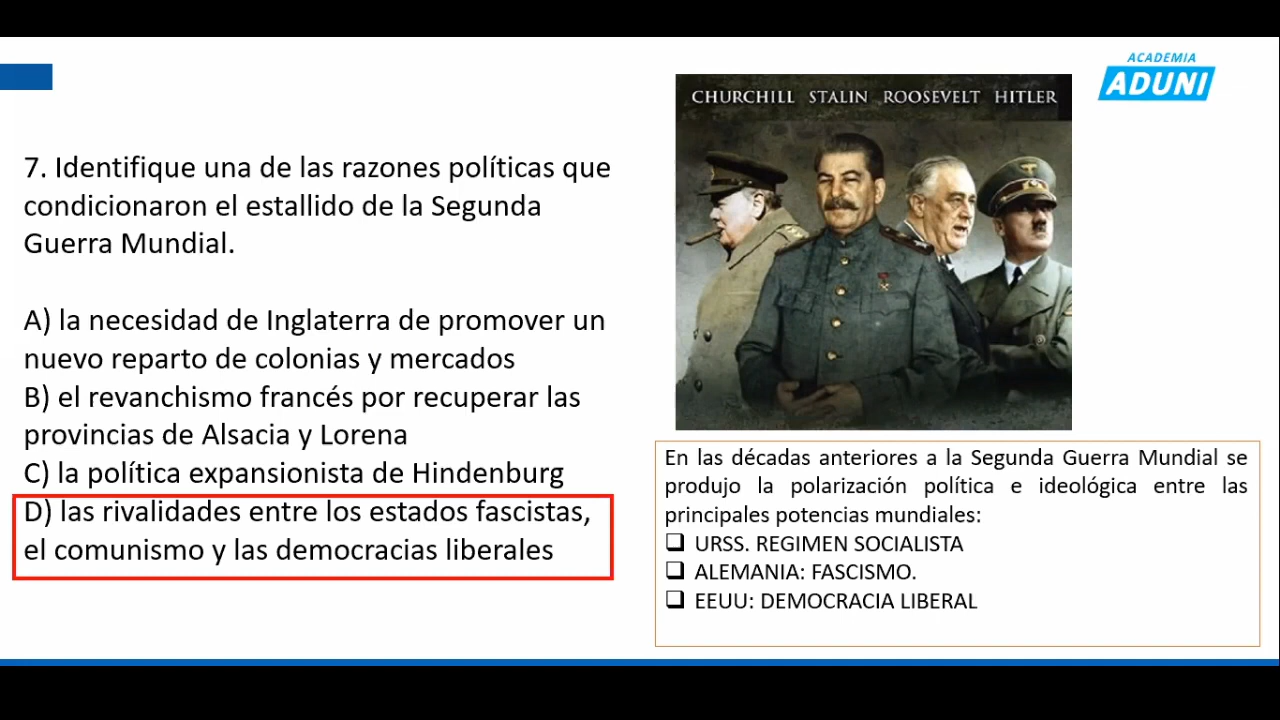 ACADEMIA
ADUNI
CHURCHILL STALIN ROOSEVELT HITLER
7. Identifique una de las razones políticas que
condicionaron el estallido de la Segunda
Guerra Mundial.
A) la necesidad de Inglaterra de promover un
nuevo reparto de colonias y mercados
B) el revanchismo francés por recuperar las
provincias de Alsacia y Lorena
C) la política expansionista de Hindenburg
D) las rivalidades entre los estados fascistas,
el comunismo y las democracias liberales
En las décadas anteriores a la Segunda Guerra Mundial se
produjo la polarización política e ideológica entre las
principales potencias mundiales:
URSS. REGIMEN SOCIALISTA
ALEMANIA: FASCISMO.
EEUU: DEMOCRACIA LIBERAL